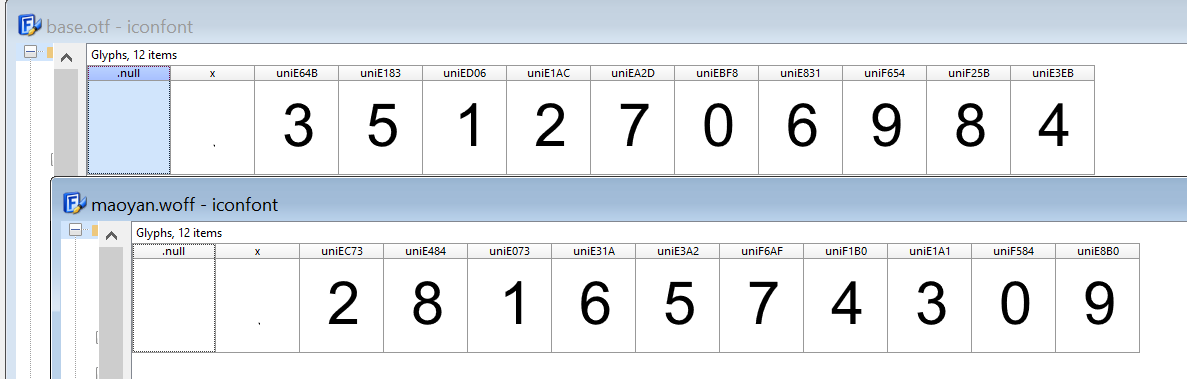 base.otf - iconfont
Glyphs, 12 items
.null x uniE64B uniE183 uniED06 uniE1AC uniEA2D uniEBF8 uniE831 uniF654 uniF25B uniE3EB
. 3 5 1 2 7 0 6 9 8 4
maoyan.woff - iconfont
Glyphs, 12 items
.null x uniEC73 uniE484 uniE073 uniE31A uniE3A2 uniF6AF uniF1B0 uniE1A1 uniF584 uniE8B0
. 2 8 1 6 5 7 4 3 0 9